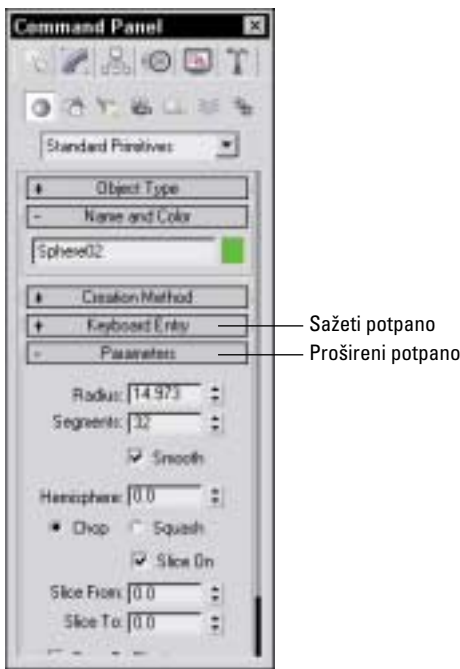 Command Panel
Standard Primitives
+ Object Type
- Name and Color
Sphere02
+ Creation Method
+ Keyboard Entry
Sažeti potpano
- Parameters
Prošireni potpano
Radius: 14.973
Segments: 32
Smooth
Hemisphere: 0.0
Chop Squash
Slice On
Slice From: 0.0
Slice To: 0.0